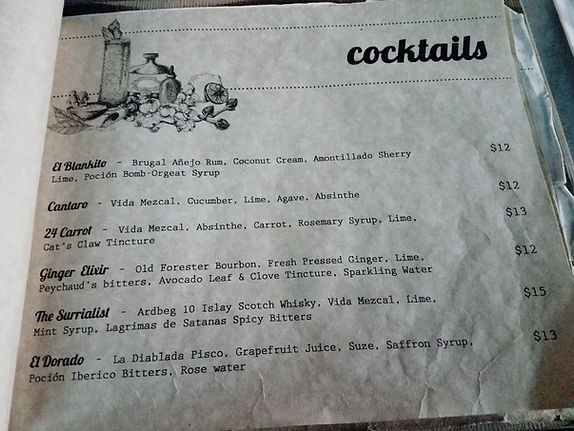 cocktails
El Blankito - Brugal Añejo Rum, Coconut Cream, Amontillado Sherry $12
Lime, Poción Bomb-Orgeat Syrup
Cantaro - Vida Mezcal, Cucumber, Lime, Agave, Absinthe $12
24 Carrot - Vida Mezcal, Absinthe, Carrot, Rosemary Syrup, Lime, $13
Cat's Claw Tincture
Ginger Elixir - Old Forester Bourbon, Fresh Pressed Ginger, Lime, $12
Peychaud's bitters, Avocado Leaf & Clove Tincture, Sparkling Water
The Surrialist - Ardbeg 10 Islay Scotch Whisky, Vida Mezcal, Lime, $15
Mint Syrup, Lagrimas de Satanas Spicy Bitters
El Dorado - La Diablada Pisco, Grapefruit Juice, Suze, Saffron Syrup, $13
Poción Iberico Bitters, Rose water